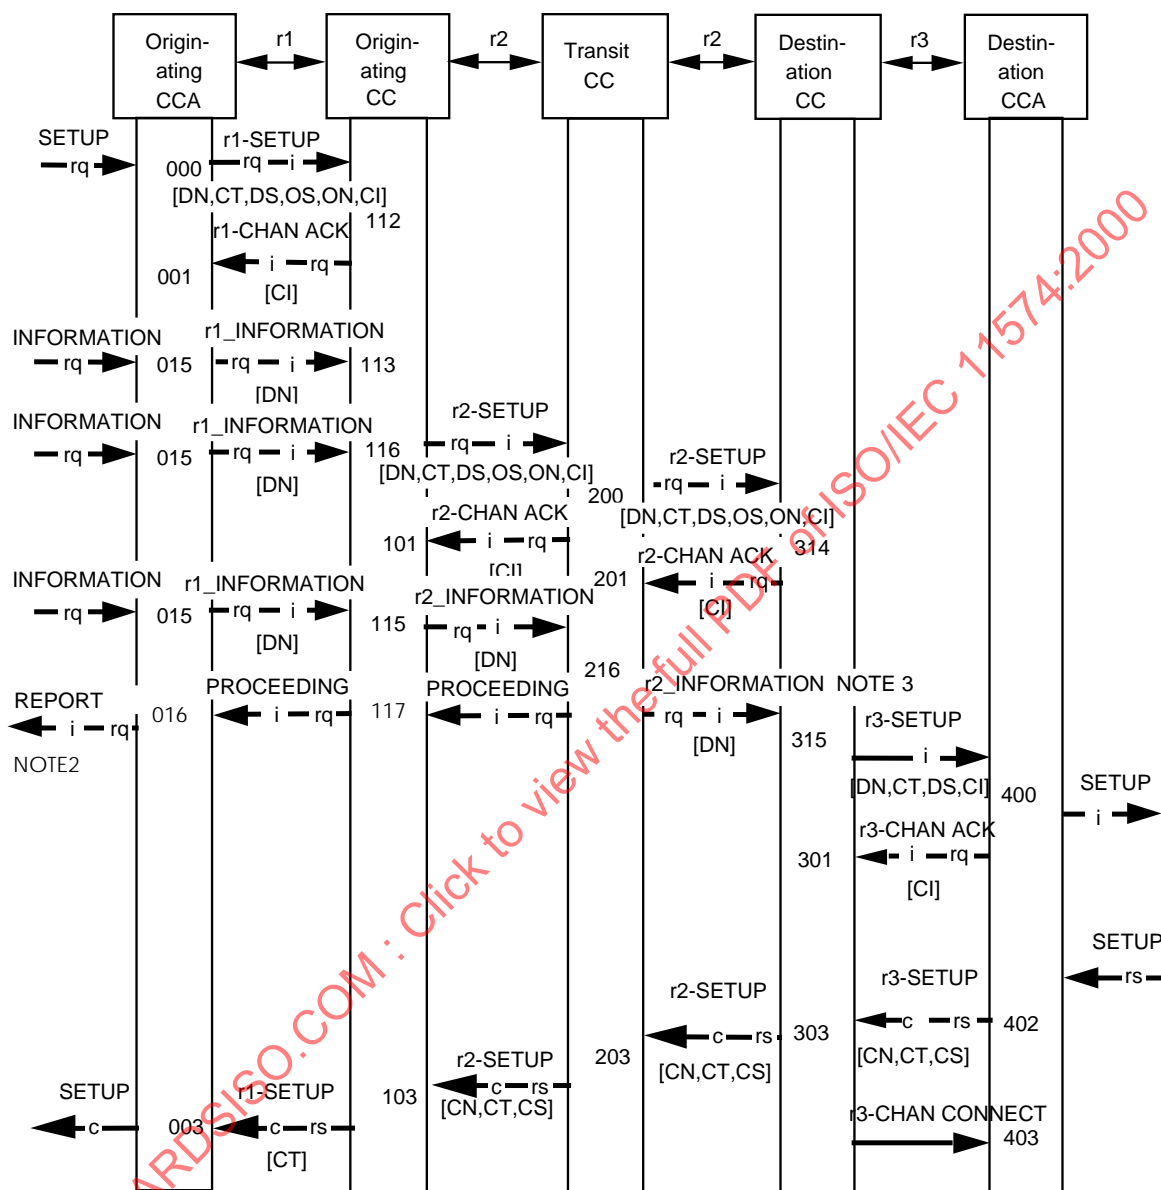 Origin-
ating
CCA
r1
Origin-
ating
CC
r2
Transit
CC
r2
Destin-
ation
CC
r3
Destin-
ation
CCA
SETUP
rq
000
r1-SETUP
rq i
[DN,CT,DS,OS,ON,CI]
112
r1-CHAN ACK
i rq
001
[CI]
INFORMATION
rq
015
r1_INFORMATION
rq i
113
[DN]
INFORMATION
rq
015
r1_INFORMATION
rq i
116
[DN]
r2-SETUP
rq i
[DN,CT,DS,OS,ON,CI]
200
r2-SETUP
rq i
[DN,CT,DS,OS,ON,CI]
r2-CHAN ACK
101
i rq
[CI]
314
r2-CHAN ACK
201
i rq
[CI]
INFORMATION
rq
015
r1_INFORMATION
rq i
[DN]
115
r2_INFORMATION
rq i
[DN]
216
r2_INFORMATION NOTE 3
rq i
[DN]
REPORT
i rq
NOTE2
016
PROCEEDING
i rq
117
PROCEEDING
i rq
315
r3-SETUP
i
[DN,CT,DS,CI]
400
SETUP
i
r3-CHAN ACK
301
i rq
[CI]
SETUP
rs
r3-SETUP
c rs
402
[CN,CT,CS]
r2-SETUP
c rs
303
[CN,CT,CS]
203
r2-SETUP
c rs
[CN,CT,CS]
103
SETUP
c
003
r1-SETUP
c rs
[CT]
r3-CHAN CONNECT
403
ARDSISO.COM : Click to view the full PDF of ISO/IEC 11574:2000